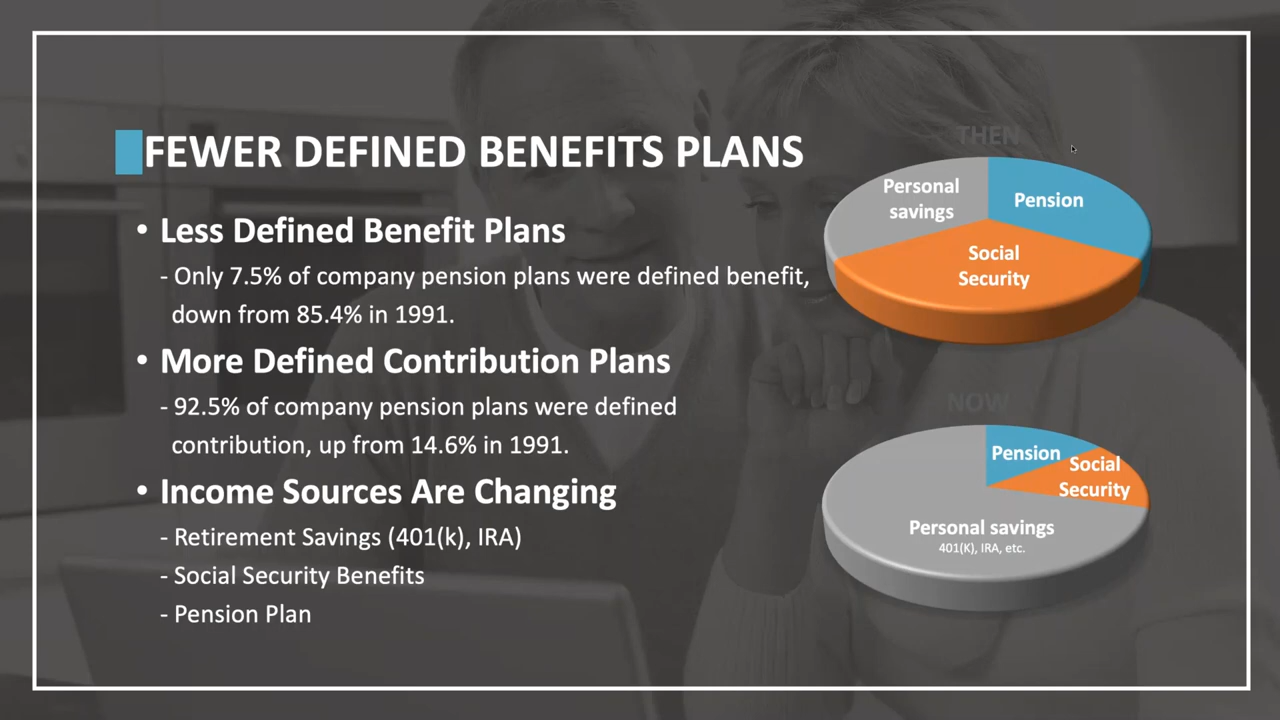 FEWER DEFINED BENEFITS PLANS
• Less Defined Benefit Plans
- Only 7.5% of company pension plans were defined benefit,
down from 85.4% in 1991.
• More Defined Contribution Plans
- 92.5% of company pension plans were defined
contribution, up from 14.6% in 1991.
• Income Sources Are Changing
- Retirement Savings (401(k), IRA)
- Social Security Benefits
- Pension Plan
THEN
Personal
savings
Pension
Social
Security
NOW
Pension
Social
Security
Personal savings
401(K), IRA, etc.